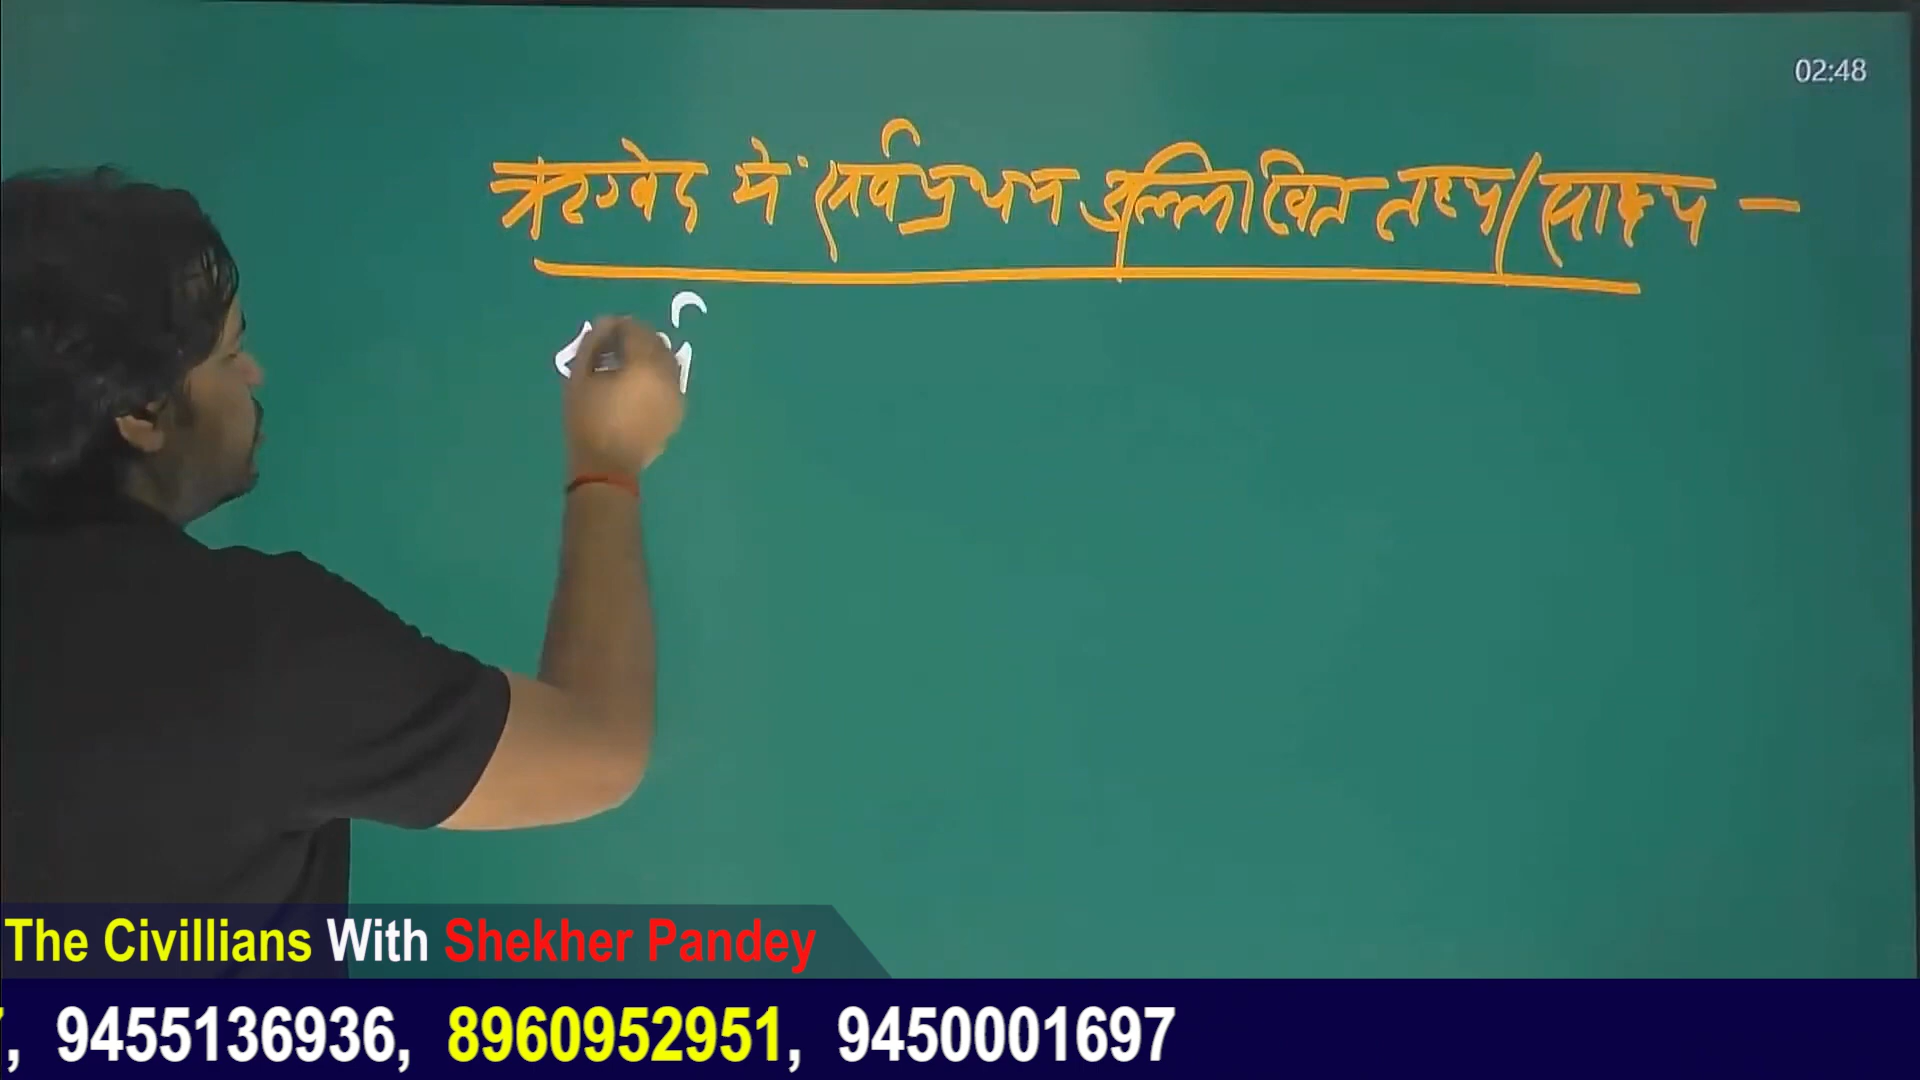 02:48
ऋग्वेद में सर्वप्रथम उल्लिखित तथ्य/साक्ष्य -
The Civillians With Shekher Pandey
, 9455136936, 8960952951, 9450001697